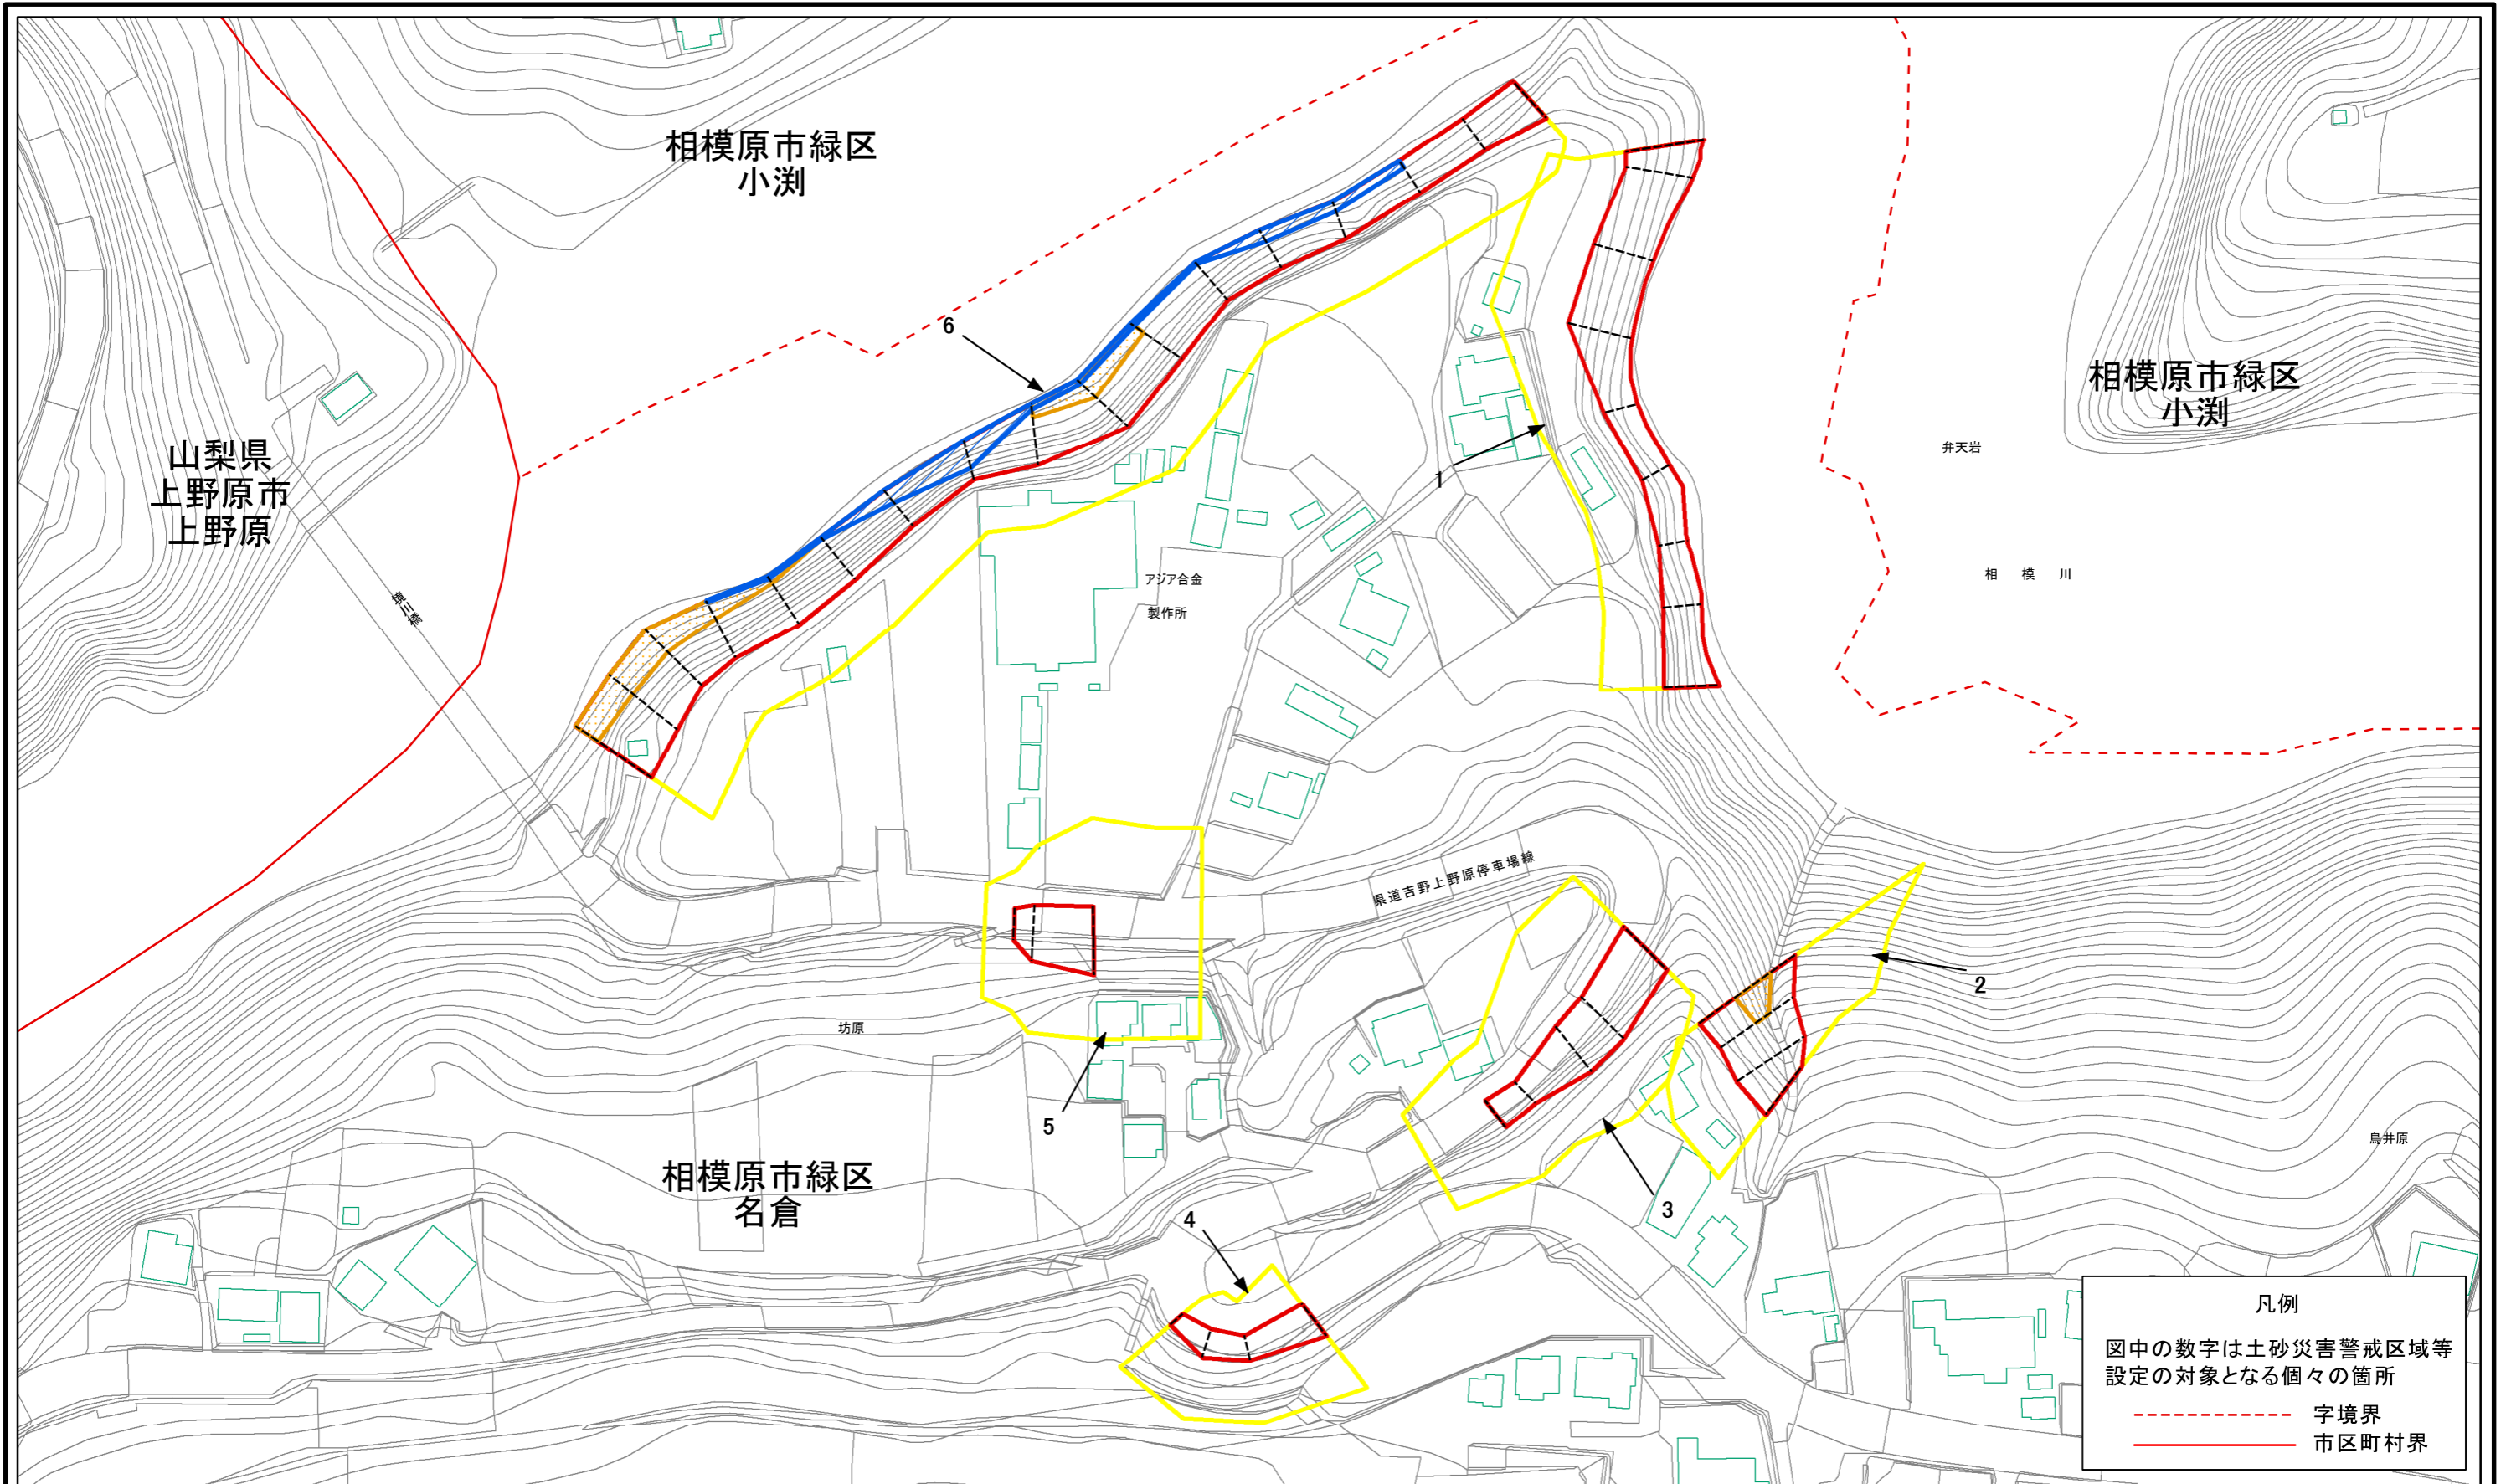 相模原市緑区
小渕
6
山梨県
上野原市
上野原
境川橋
1
相模原市緑区
小渕
弁天岩
相 模 川
アジア合金
製作所
県道吉野上野原停車場線
2
坊原
5
鳥井原
相模原市緑区
名倉
3
4
凡例
図中の数字は土砂災害警戒区域等
設定の対象となる個々の箇所
字境界
市区町村界